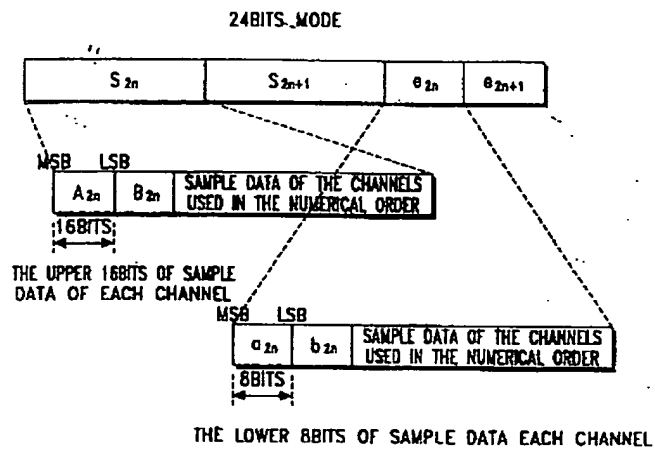 24BITS_MODE
S2n S2n+1 e2n e2n+1
MSB LSB
A2n B2n SAMPLE DATA OF THE CHANNELS
USED IN THE NUMERICAL ORDER
16BITS
THE UPPER 16BITS OF SAMPLE
DATA OF EACH CHANNEL
MSB LSB
a2n b2n SAMPLE DATA OF THE CHANNELS
USED IN THE NUMERICAL ORDER
8BITS
THE LOWER 8BITS OF SAMPLE DATA EACH CHANNEL